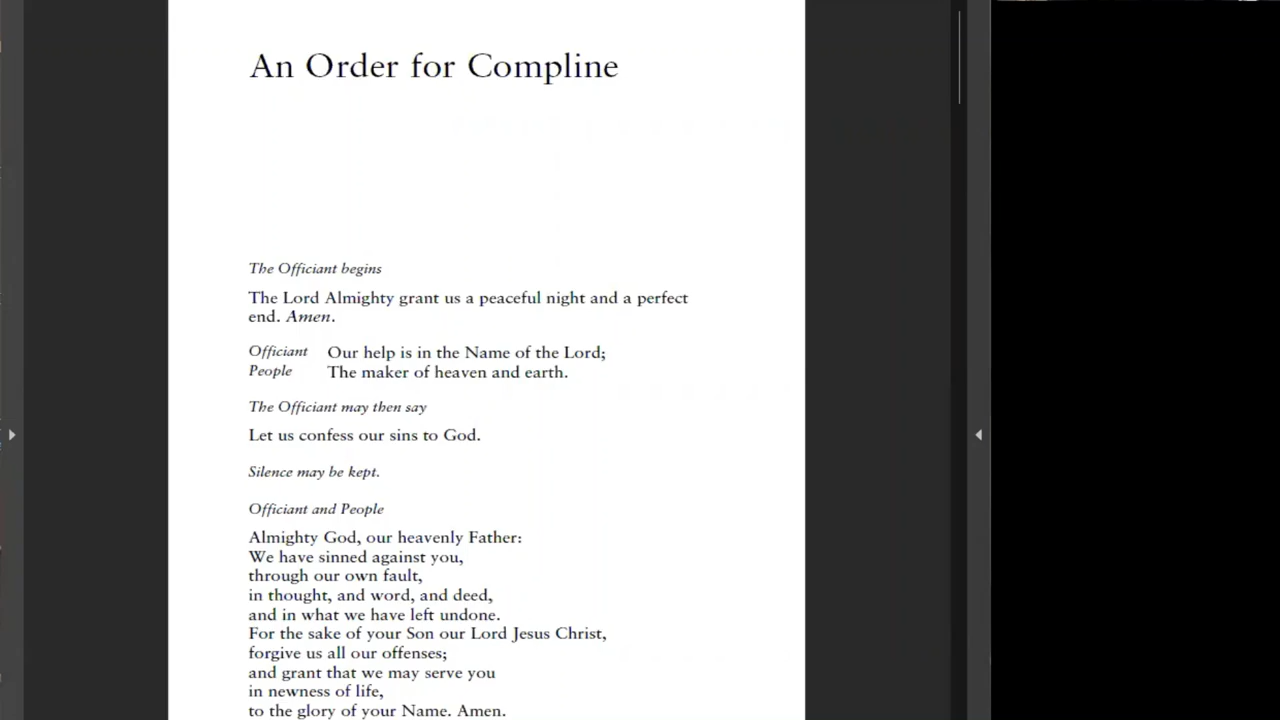 An Order for Compline
The Officiant begins
The Lord Almighty grant us a peaceful night and a perfect
end. Amen.
Officiant Our help is in the Name of the Lord;
People The maker of heaven and earth.
The Officiant may then say
Let us confess our sins to God.
Silence may be kept.
Officiant and People
Almighty God, our heavenly Father:
We have sinned against you,
through our own fault,
in thought, and word, and deed,
and in what we have left undone.
For the sake of your Son our Lord Jesus Christ,
forgive us all our offenses;
and grant that we may serve you
in newness of life,
to the glory of your Name. Amen.